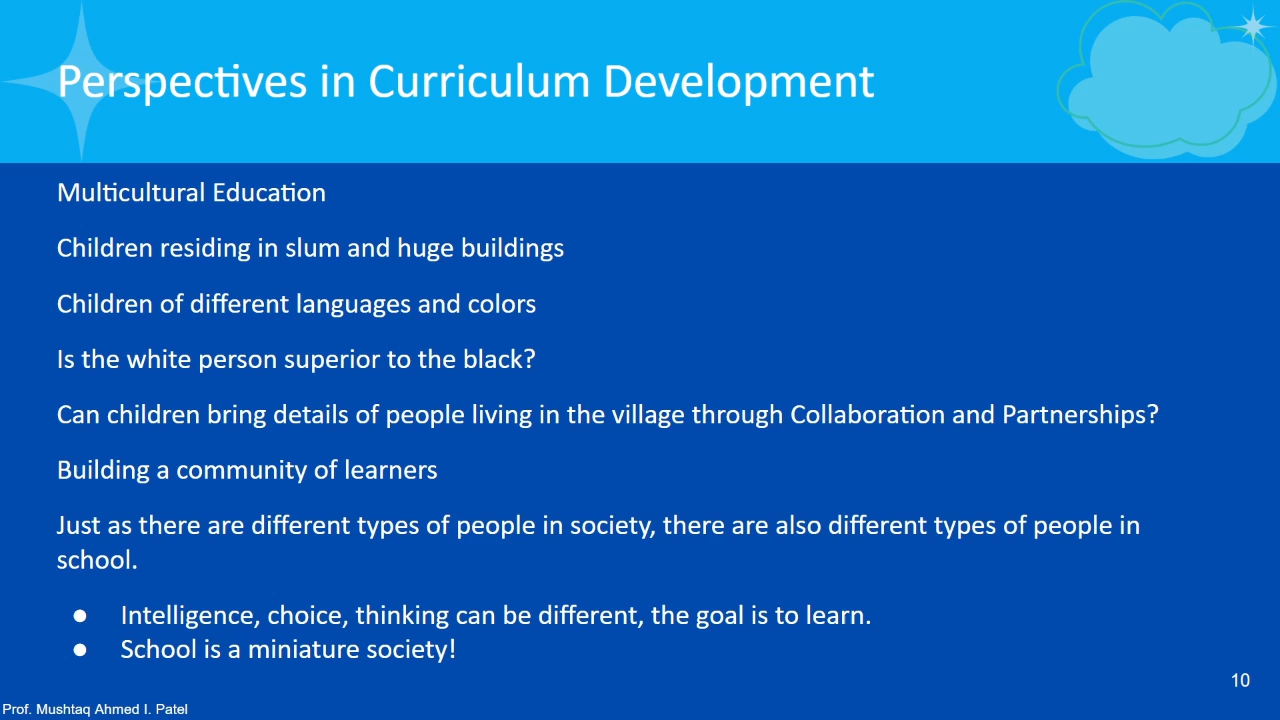 Perspectives in Curriculum Development
Multicultural Education
Children residing in slum and huge buildings
Children of different languages and colors
Is the white person superior to the black?
Can children bring details of people living in the village through Collaboration and Partnerships?
Building a community of learners
Just as there are different types of people in society, there are also different types of people in
school.
● Intelligence, choice, thinking can be different, the goal is to learn.
● School is a miniature society!
10
Prof. Mushtaq Ahmed I. Patel